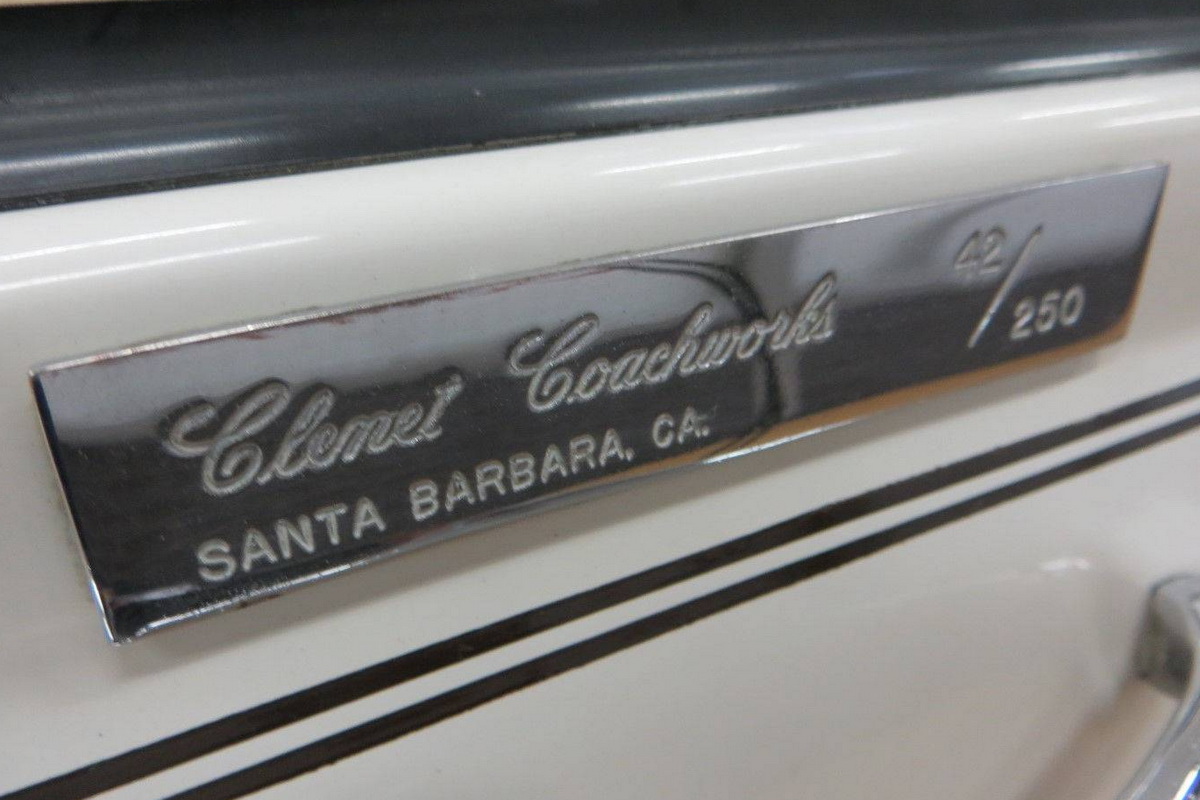 Clenet Coachworks 42/250
SANTA BARBARA, CA.